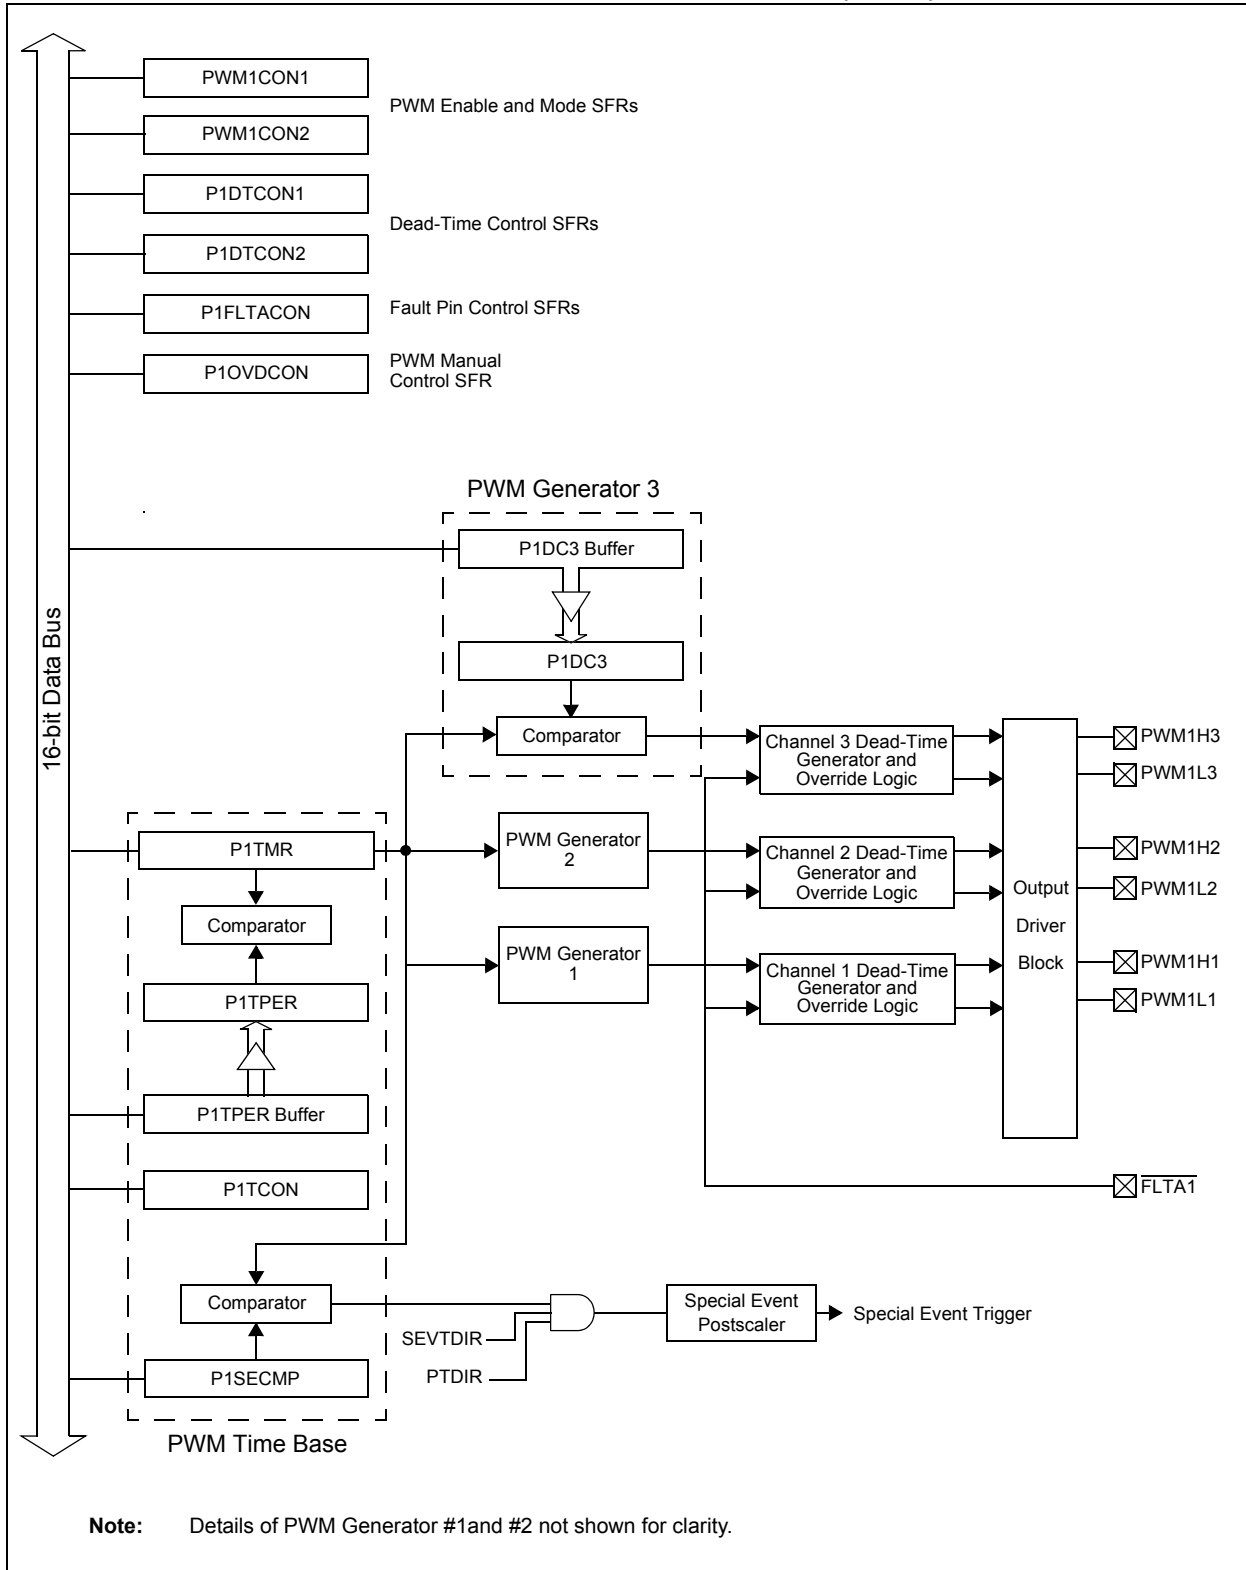 PWM1CON1
PWM Enable and Mode SFRs
PWM1CON2
P1DTCON1
Dead-Time Control SFRs
P1DTCON2
P1FLTACON
Fault Pin Control SFRs
P1OVDCON
PWM Manual
Control SFR
16-bit Data Bus
PWM Generator 3
P1DC3 Buffer
P1DC3
Comparator
Channel 3 Dead-Time
Generator and
Override Logic
PWM1H3
PWM1L3
P1TMR
PWM Generator
2
Channel 2 Dead-Time
Generator and
Override Logic
PWM1H2
PWM1L2
Output
Driver
Block
Comparator
PWM Generator
1
Channel 1 Dead-Time
Generator and
Override Logic
PWM1H1
PWM1L1
P1TPER
P1TPER Buffer
P1TCON
FLTA1
Comparator
SEVTDIR
PTDIR
Special Event
Postscaler
Special Event Trigger
P1SECMP
PWM Time Base
Note: Details of PWM Generator #1and #2 not shown for clarity.